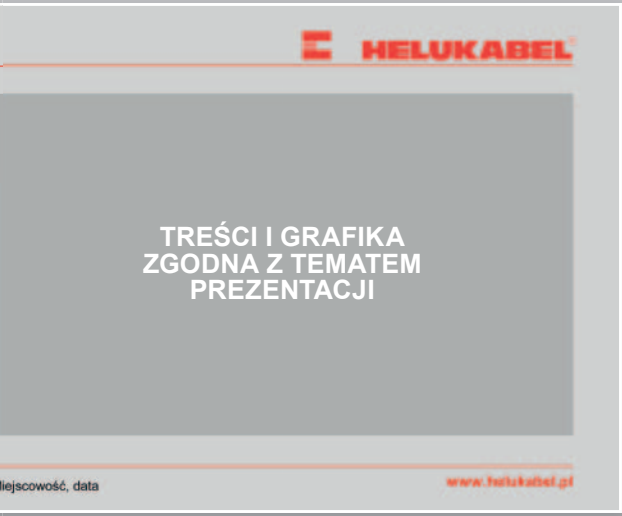 HELUKABEL
TREŚCI I GRAFIKA
ZGODNA Z TEMATEM
PREZENTACJI
iejscowość, data
www.helukabel.pl